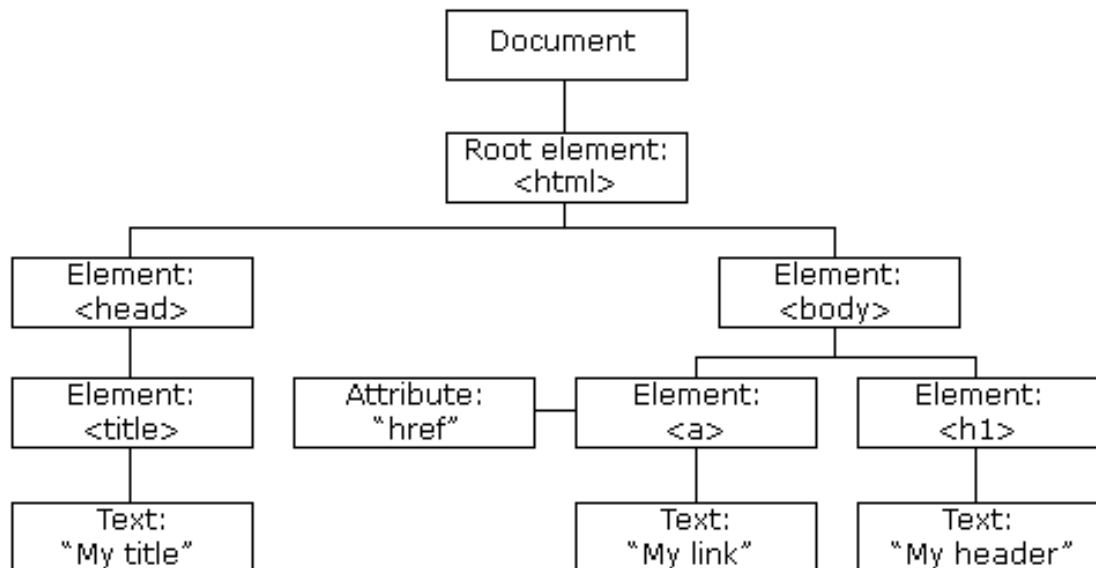 Document
Root element:
<html>
Element:
<head>
Element:
<body>
Element:
<title>
Attribute:
“href”
Element:
<a>
Element:
<h1>
Text:
“My title”
Text:
“My link”
Text:
“My header”